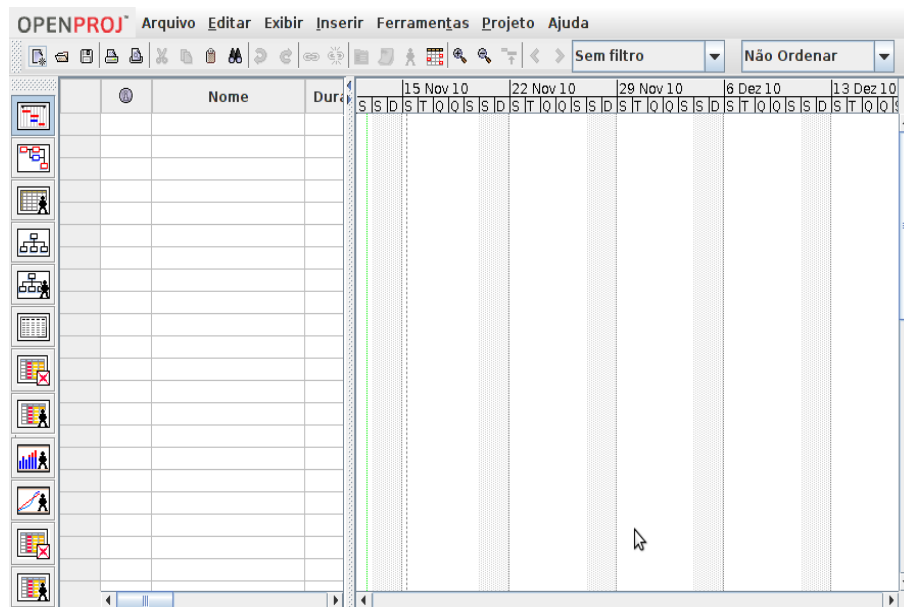 OPENPROJ Arquivo Editar Exibir Inserir Ferramentas Projeto Ajuda
Sem filtro Não Ordenar
Nome Dura
15 Nov 10 22 Nov 10 29 Nov 10 6 Dez 10 13 Dez 10
S S D S T Q Q S S D S T Q Q S S D S T Q Q S S D S T Q Q S S D S T Q Q S